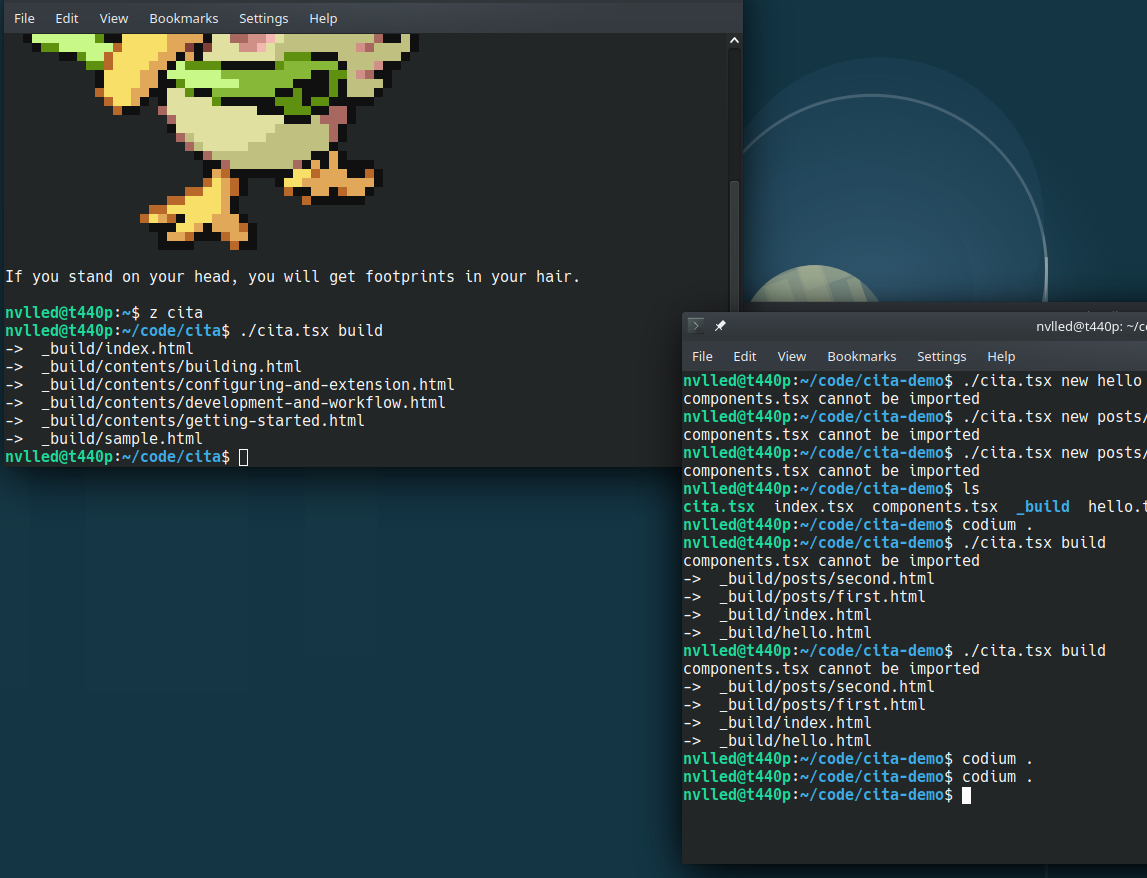 File Edit View Bookmarks Settings Help
If you stand on your head, you will get footprints in your hair.
nvlled@t440p:~$ z cita
nvlled@t440p:~/code/cita$ ./cita.tsx build
-> _build/index.html
-> _build/contents/building.html
-> _build/contents/configuring-and-extension.html
-> _build/contents/development-and-workflow.html
-> _build/contents/getting-started.html
-> _build/sample.html
nvlled@t440p:~/code/cita$
nvlled@t440p: ~/co
File Edit View Bookmarks Settings Help
nvlled@t440p:~/code/cita-demo$ ./cita.tsx new hello
components.tsx cannot be imported
nvlled@t440p:~/code/cita-demo$ ./cita.tsx new posts/
components.tsx cannot be imported
nvlled@t440p:~/code/cita-demo$ ./cita.tsx new posts/
components.tsx cannot be imported
nvlled@t440p:~/code/cita-demo$ ls
cita.tsx index.tsx components.tsx _build hello.t
nvlled@t440p:~/code/cita-demo$ codium .
nvlled@t440p:~/code/cita-demo$ ./cita.tsx build
components.tsx cannot be imported
-> _build/posts/second.html
-> _build/posts/first.html
-> _build/index.html
-> _build/hello.html
nvlled@t440p:~/code/cita-demo$ ./cita.tsx build
components.tsx cannot be imported
-> _build/posts/second.html
-> _build/posts/first.html
-> _build/index.html
-> _build/hello.html
nvlled@t440p:~/code/cita-demo$ codium .
nvlled@t440p:~/code/cita-demo$ codium .
nvlled@t440p:~/code/cita-demo$